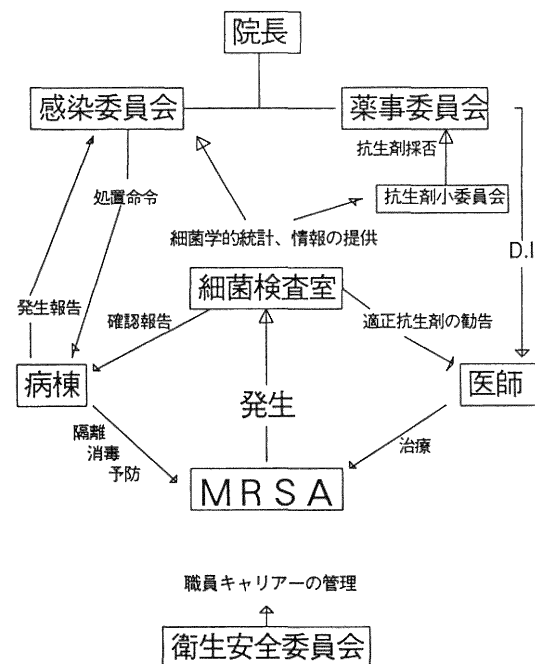 院長
感染委員会
薬事委員会
抗生剤採否
処置命令
抗生剤小委員会
細菌学的統計、情報の提供
D.I
細菌検査室
発生報告
確認報告
適正抗生剤の勧告
病棟
発生
医師
隔離
消毒
予防
治療
MRSA
職員キャリアーの管理
衛生安全委員会